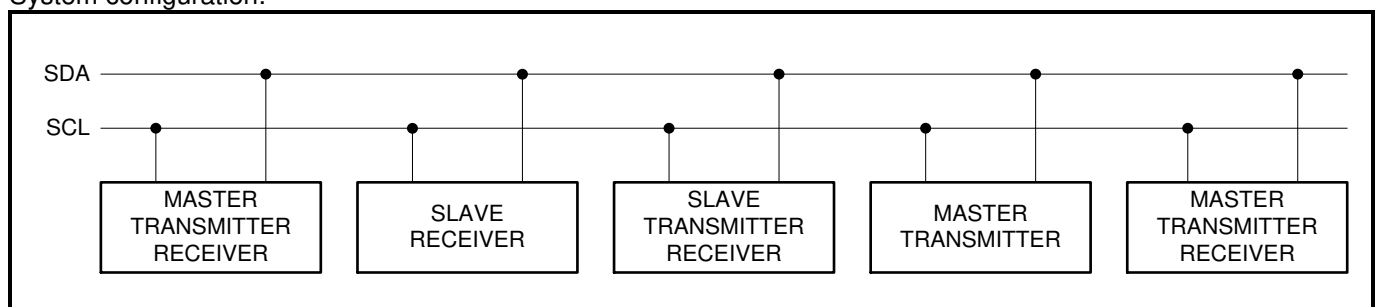 System configuration:
SDA
SCL
MASTER
TRANSMITTER
RECEIVER
SLAVE
RECEIVER
SLAVE
TRANSMITTER
RECEIVER
MASTER
TRANSMITTER
MASTER
TRANSMITTER
RECEIVER